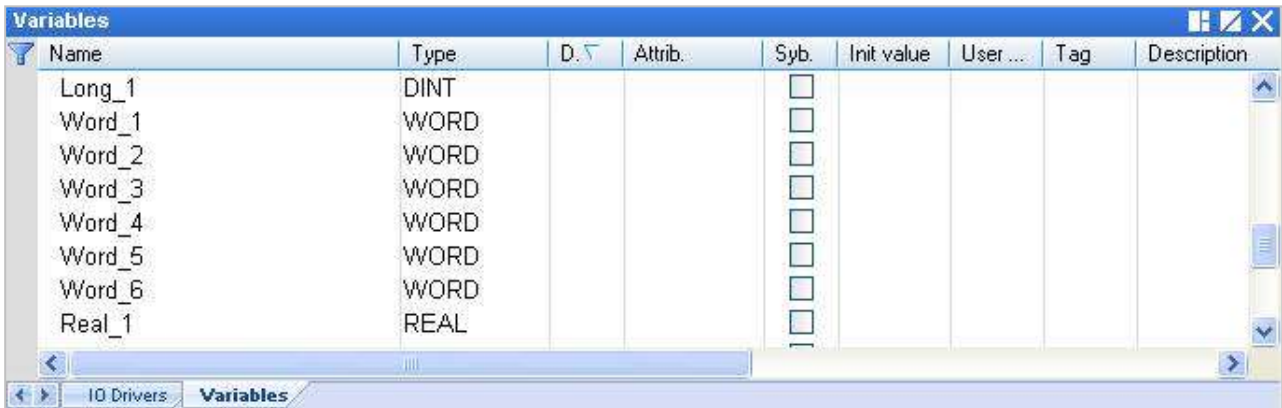 Variables
Name Type D. Attrib. Syb. Init value User ... Tag Description
Long_1 DINT
Word_1 WORD
Word_2 WORD
Word_3 WORD
Word_4 WORD
Word_5 WORD
Word_6 WORD
Real_1 REAL
IO Drivers Variables